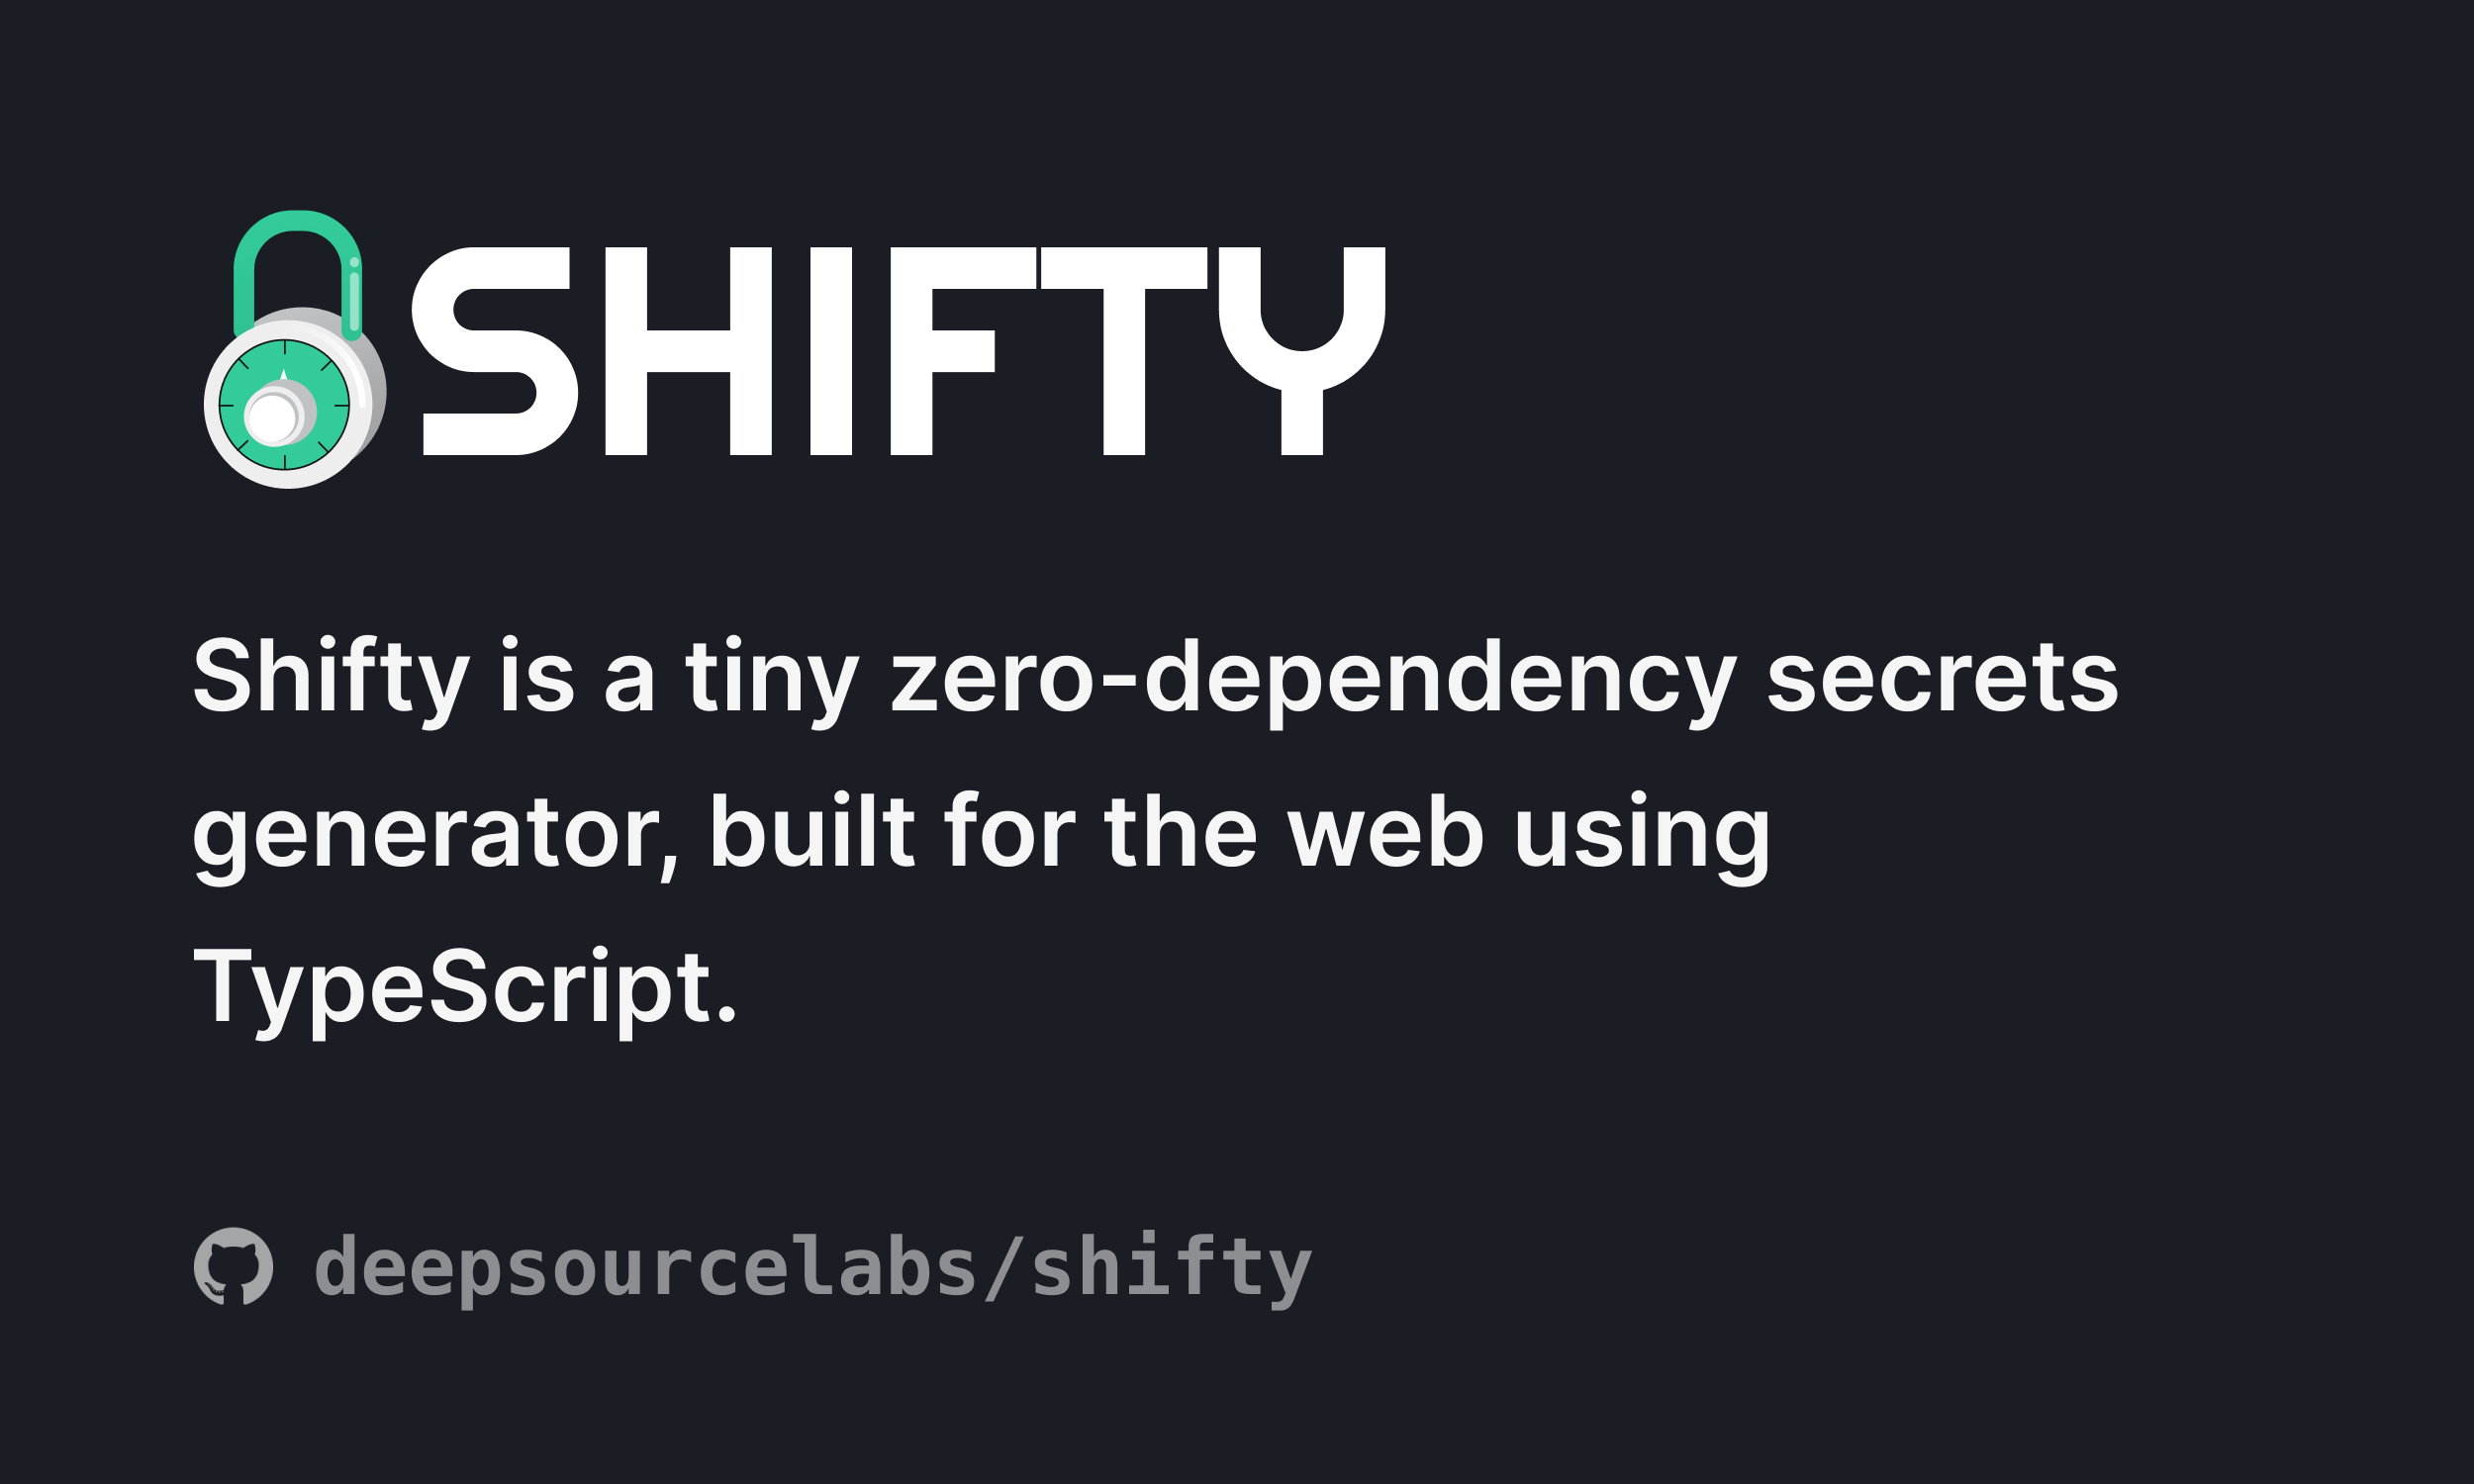 SHIFTY
Shifty is a tiny zero-dependency secrets
generator, built for the web using
TypeScript.
deepsourcelabs/shifty